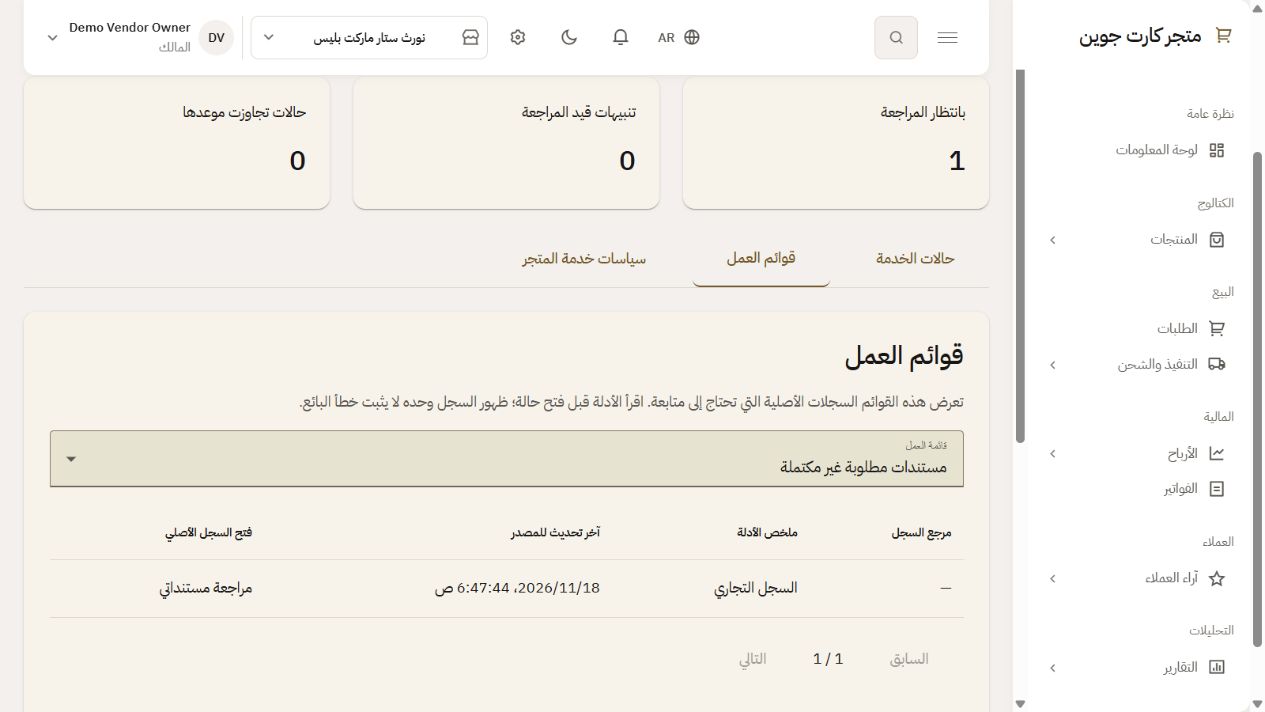 متجر كارت جوين
نظرة عامة
لوحة المعلومات
الكتالوج
المنتجات
البيع
الطلبات
التنفيذ والشحن
المالية
الأرباح
الفواتير
العملاء
آراء العملاء
التحليلات
التقارير
AR
نورث ستار ماركت بليس
DV
Demo Vendor Owner
المالك
بانتظار المراجعة
1
تنبيهات قيد المراجعة
0
حالات تجاوزت موعدها
0
حالات الخدمة
قوائم العمل
سياسات خدمة المتجر
قوائم العمل
تعرض هذه القوائم السجلات الأصلية التي تحتاج إلى متابعة. اقرأ الأدلة قبل فتح حالة؛ ظهور السجل وحده لا يثبت خطأ البائع.
قائمة العمل
مستندات مطلوبة غير مكتملة
مرجع السجل ملخص الأدلة آخر تحديث للمصدر فتح السجل الأصلي
— السجل التجاري 2026/11/18، 6:47:44 ص مراجعة مستنداتي
السابق 1 / 1 التالي